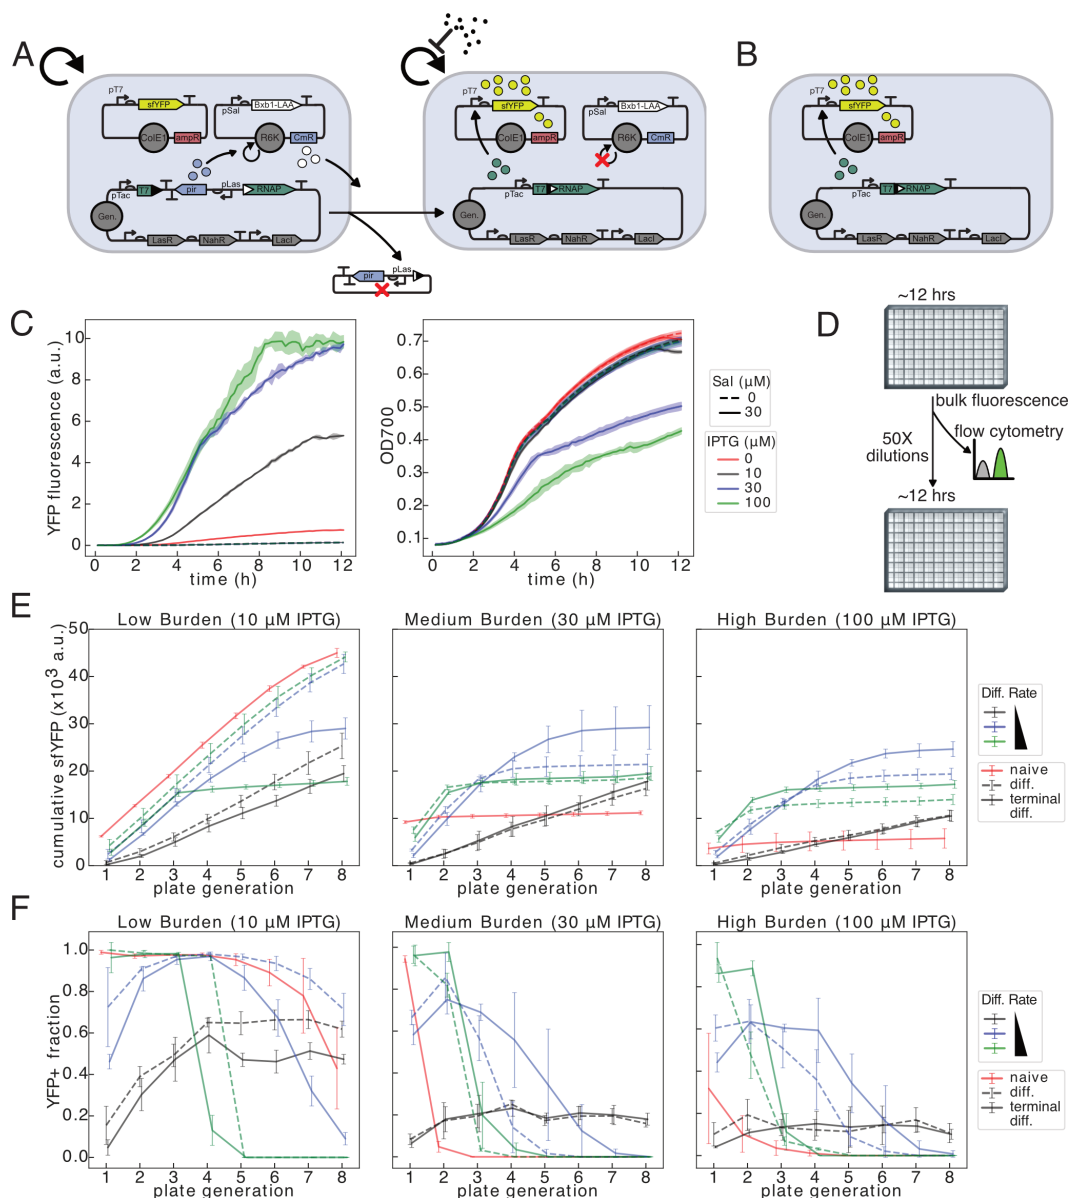 A
B
pT7
sfYFP
ColE1
ampR
pSal
Bxb1-LAA
R6K
CmR
pTac
T7
pir
pLas
RNAP
Gen.
LasR
NahR
LacI
pir
pLas
pT7
sfYFP
ColE1
ampR
pSal
Bxb1-LAA
R6K
CmR
pTac
T7
RNAP
Gen.
LasR
NahR
LacI
pT7
sfYFP
ColE1
ampR
pTac
T7
RNAP
Gen.
LasR
NahR
LacI
C
YFP fluorescence (a.u.)
10
8
6
4
2
0
0 2 4 6 8 10 12
time (h)
OD700
0.7
0.6
0.5
0.4
0.3
0.2
0.1
0 2 4 6 8 10 12
time (h)
Sal (μM)
0
30
IPTG (μM)
0
10
30
100
D
~12 hrs
bulk fluorescence
flow cytometry
50X
dilutions
~12 hrs
E
Low Burden (10 μM IPTG)
Medium Burden (30 μM IPTG)
High Burden (100 μM IPTG)
cumulative sfYFP (x10³ a.u.)
50
40
30
20
10
0
1 2 3 4 5 6 7 8
plate generation
1 2 3 4 5 6 7 8
plate generation
1 2 3 4 5 6 7 8
plate generation
Diff. Rate
naive
diff.
terminal
diff.
F
Low Burden (10 μM IPTG)
Medium Burden (30 μM IPTG)
High Burden (100 μM IPTG)
YFP+ fraction
1.0
0.8
0.6
0.4
0.2
0.0
1 2 3 4 5 6 7 8
plate generation
1 2 3 4 5 6 7 8
plate generation
1 2 3 4 5 6 7 8
plate generation
Diff. Rate
naive
diff.
terminal
diff.